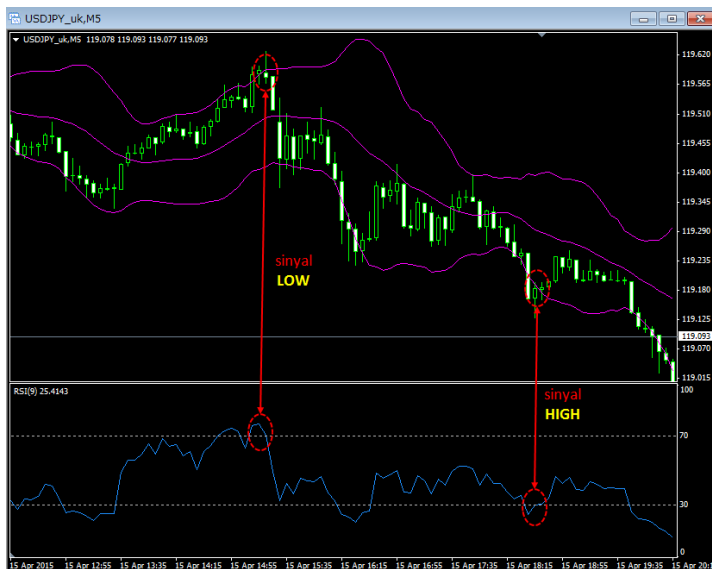 USDJPY_uk,M5
USDJPY_uk,M5 119.078 119.093 119.077 119.093
119.620
119.565
119.510
119.455
119.400
119.345
119.290
119.235
119.180
119.125
119.093
119.070
119.015
sinyal
LOW
sinyal
HIGH
RSI(9) 25.4143
100
70
30
0
15 Apr 2015 15 Apr 12:55 15 Apr 13:35 15 Apr 14:15 15 Apr 14:55 15 Apr 15:35 15 Apr 16:15 15 Apr 16:55 15 Apr 17:35 15 Apr 18:15 15 Apr 18:55 15 Apr 19:35 15 Apr 20:1